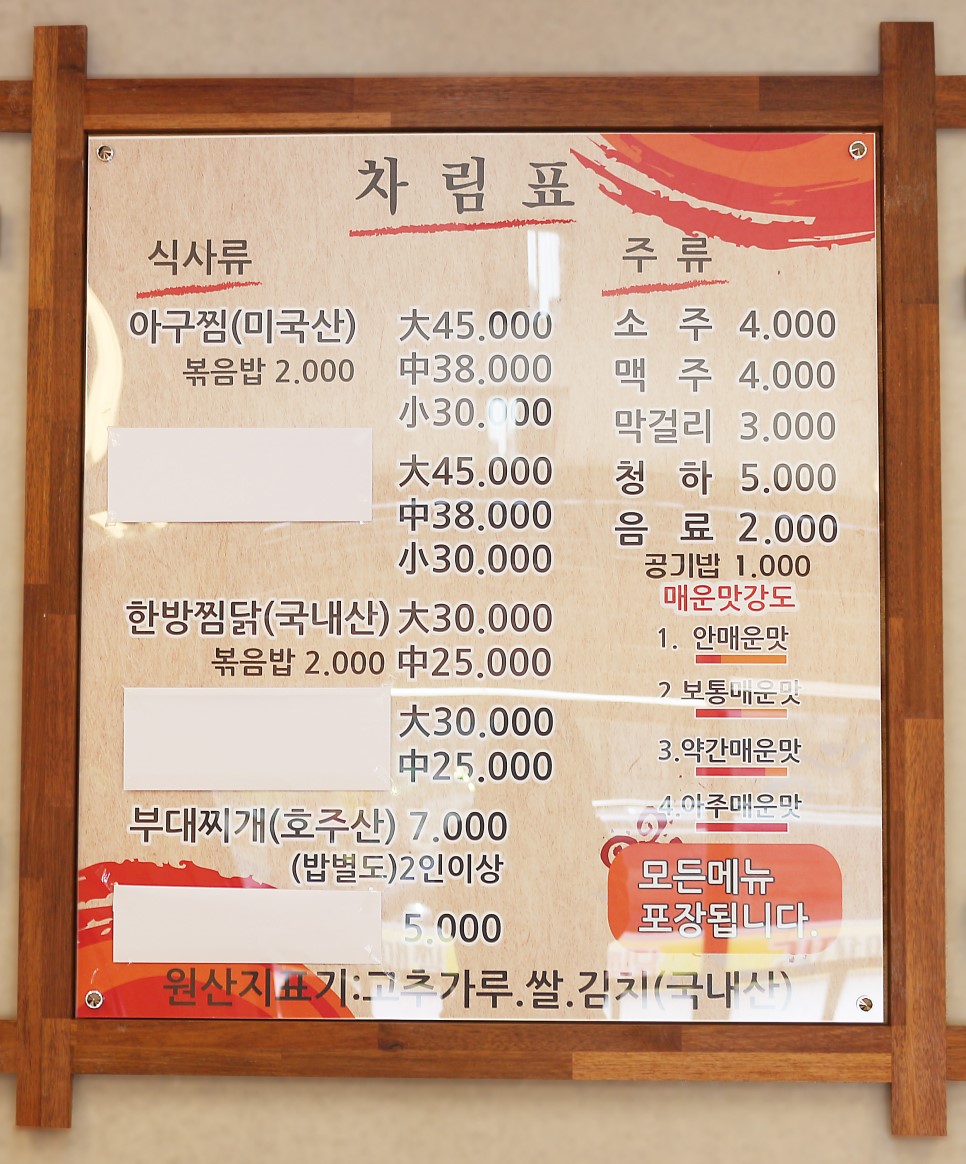 차 림 표
식사류
아구찜(미국산) 大45.000
볶음밥 2.000 中38.000
小30.000
大45.000
中38.000
小30.000
한방찜닭(국내산) 大30.000
볶음밥 2.000 中25.000
大30.000
中25.000
부대찌개(호주산) 7.000
(밥별도)2인이상
5.000
주 류
소 주 4.000
맥 주 4.000
막걸리 3.000
청 하 5.000
음 료 2.000
공기밥 1.000
매운맛강도
1. 안매운맛
2 보통매운맛
3.약간매운맛
4.아주매운맛
모든메뉴
포장됩니다.
원산지표기:고추가루.쌀.김치(국내산)